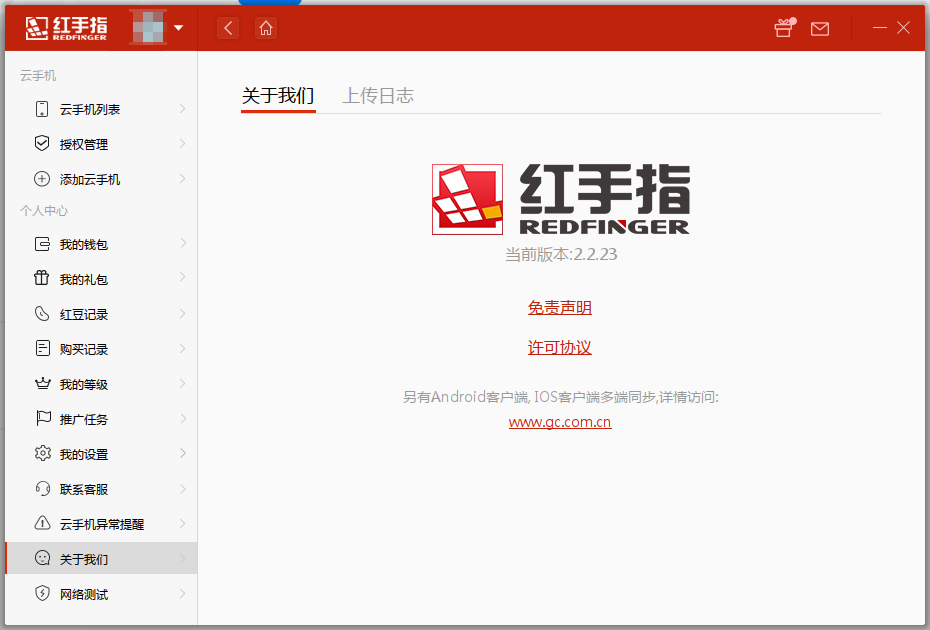 红手指
REDFINGER
云手机
云手机列表
授权管理
添加云手机
个人中心
我的钱包
我的礼包
红豆记录
购买记录
我的等级
推广任务
我的设置
联系客服
云手机异常提醒
关于我们
网络测试
关于我们 上传日志
红手指
REDFINGER
当前版本:2.2.23
免责声明
许可协议
另有Android客户端, IOS客户端多端同步,详情访问:
www.gc.com.cn